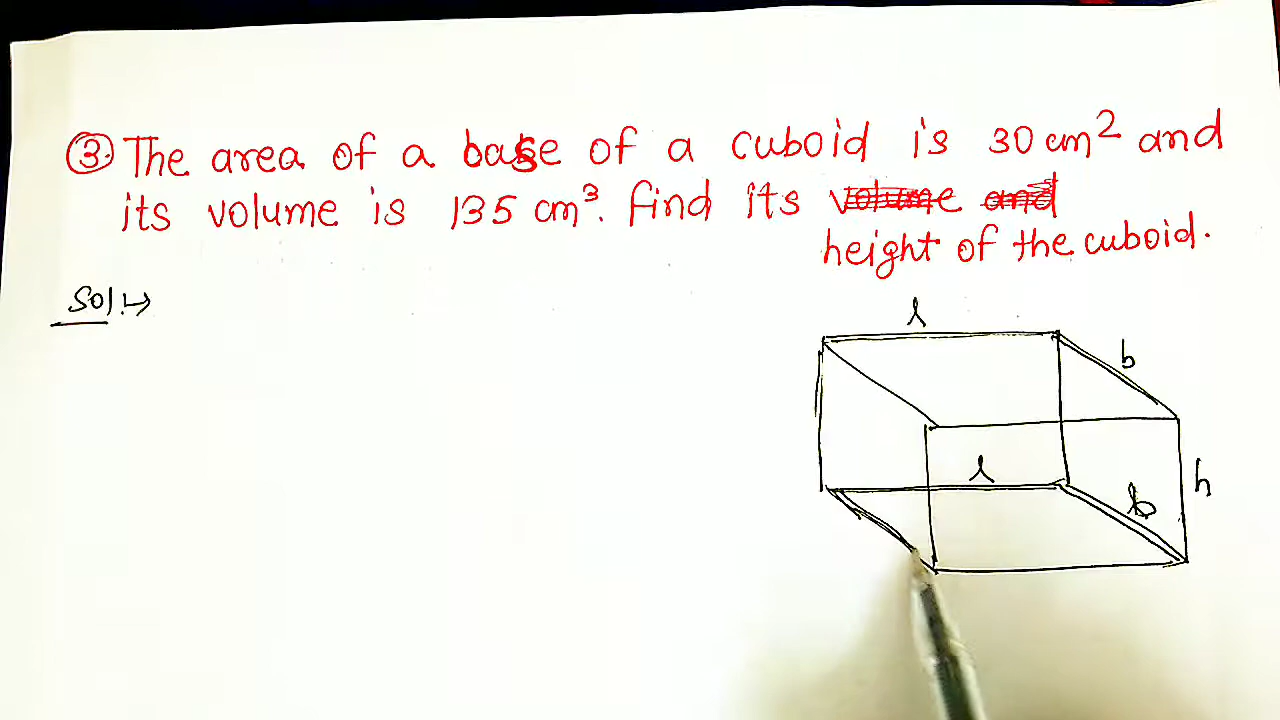 ③. The area of a base of a cuboid is 30 cm² and
its volume is 135 cm³. find its volume and
height of the cuboid.
Sol:→
l
b
l
b
h